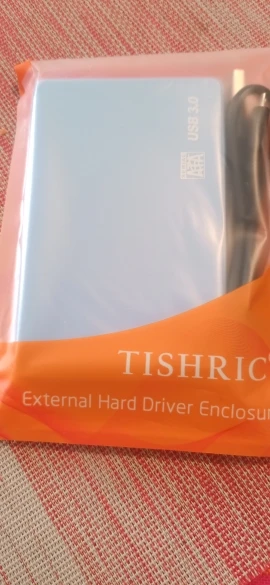 USB 3.0
TISHRIC
External Hard Driver Enclosu